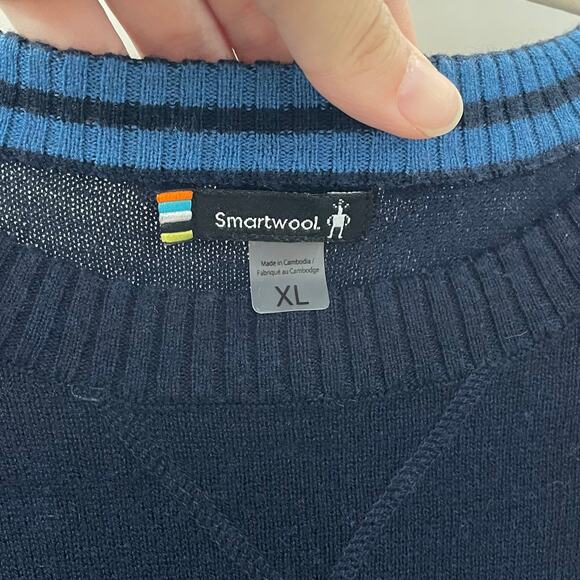 Smartwool.
Made in Cambodia /
Fabriqué au Cambodge
XL